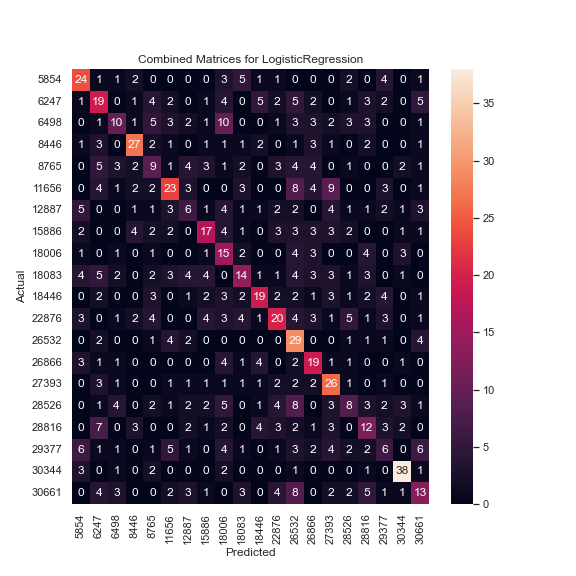 Combined Matrices for LogisticRegression
Actual
5854 24 1 1 2 0 0 0 0 3 5 1 1 0 0 0 2 0 4 0 1
6247 1 19 0 1 4 2 0 1 4 0 5 2 5 2 0 1 3 2 0 5
6498 0 1 10 1 5 3 2 1 10 0 0 1 3 3 2 3 3 0 0 1
8446 1 3 0 27 2 1 0 1 1 1 2 0 1 3 1 0 2 0 0 1
8765 0 5 3 2 9 1 4 3 1 2 0 3 4 4 0 1 0 0 2 1
11656 0 4 1 2 2 23 3 0 0 3 0 0 8 4 9 0 0 3 0 1
12887 5 0 0 1 1 3 6 1 4 1 1 2 2 0 4 1 1 2 1 3
15886 2 0 0 4 2 2 0 17 4 1 0 3 3 3 3 2 0 0 1 1
18006 1 0 1 0 1 0 0 1 15 2 0 0 4 3 0 0 4 0 3 0
18083 4 5 2 0 2 3 4 4 0 14 1 1 4 3 3 1 3 0 1 0
18446 0 2 0 0 3 0 1 2 3 2 19 2 2 1 3 1 2 4 0 1
22876 3 0 1 2 4 0 0 4 3 4 1 20 4 3 1 5 1 3 0 1
26532 0 2 0 0 1 4 2 0 0 0 0 0 29 0 1 0 1 1 0 4
26866 3 1 1 0 0 0 0 0 4 1 4 0 2 19 1 1 0 0 1 0
27393 0 3 1 0 0 1 1 1 1 1 2 2 2 2 26 1 0 1 0 0
28526 0 1 4 0 2 1 2 2 5 0 1 4 8 0 3 8 3 2 3 1
28816 0 7 0 3 0 0 2 0 1 2 0 4 3 2 1 3 0 12 3 2
29377 6 1 1 0 1 5 1 0 4 0 1 1 3 2 4 2 2 6 0 6
30344 3 0 1 0 2 0 0 0 2 0 0 0 1 0 0 0 0 2 38 1
30661 0 4 3 0 0 2 3 1 0 3 0 4 8 0 2 2 5 1 1 13
5854 6247 6498 8446 8765 11656 12887 15886 18006 18083 18446 22876 26532 26866 27393 28526 28816 29377 30344 30661
Predicted
35
30
25
20
15
10
5
0